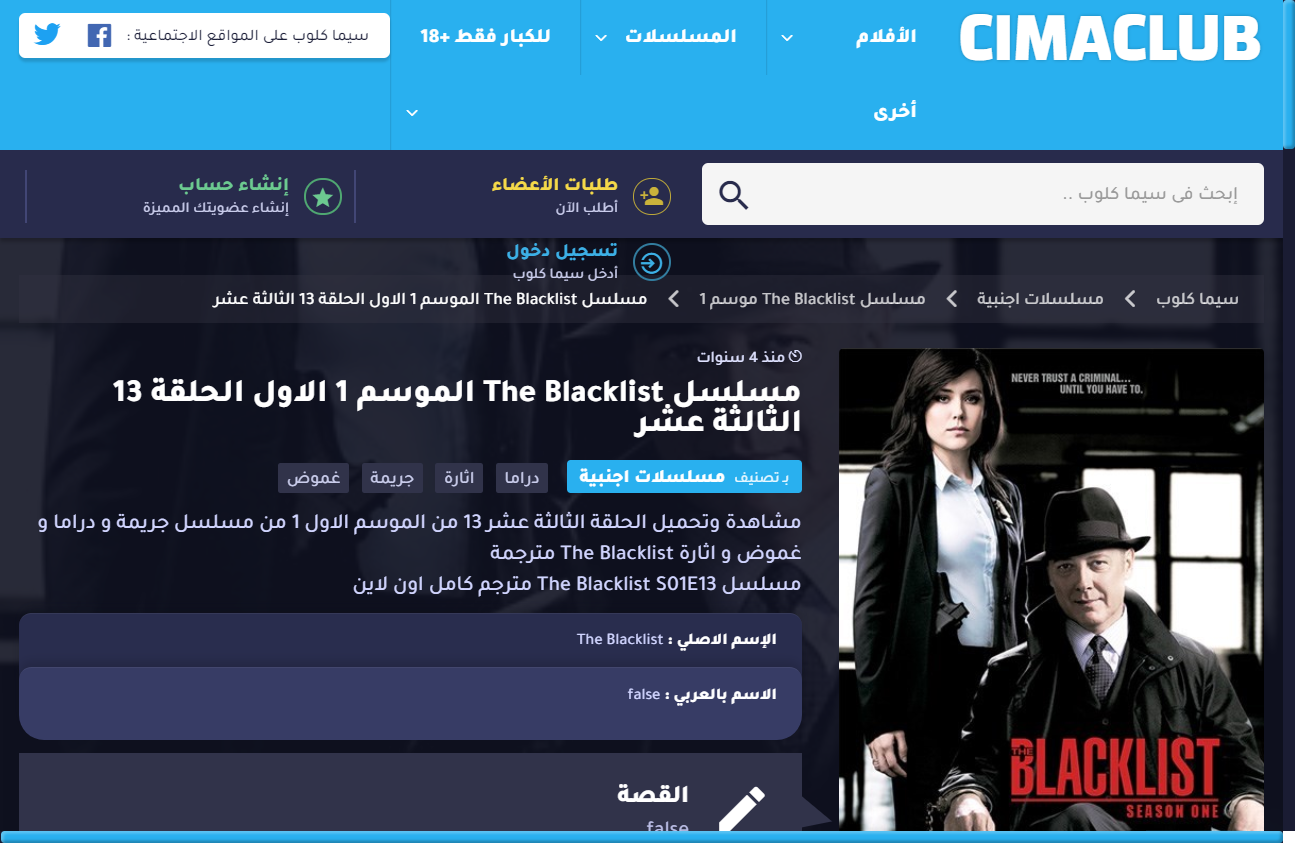 CIMACLUB
الأفلام
المسلسلات
للكبار فقط +18
سيما كلوب على المواقع الاجتماعية :
أخرى
إبحث فى سيما كلوب ..
طلبات الأعضاء
أطلب الآن
إنشاء حساب
إنشاء عضويتك المميزة
تسجيل دخول
أدخل سيما كلوب
سيما كلوب
مسلسلات اجنبية
مسلسل The Blacklist موسم 1
مسلسل The Blacklist الموسم 1 الاول الحلقة 13 الثالثة عشر
NEVER TRUST A CRIMINAL...
UNTIL YOU HAVE TO.
THE
BLACKLIST
SEASON ONE
منذ 4 سنوات
مسلسل The Blacklist الموسم 1 الاول الحلقة 13
الثالثة عشر
بـ تصنيف مسلسلات اجنبية
دراما
اثارة
جريمة
غموض
مشاهدة وتحميل الحلقة الثالثة عشر 13 من الموسم الاول 1 من مسلسل جريمة و دراما و
غموض و اثارة The Blacklist مترجمة
مسلسل The Blacklist S01E13 مترجم كامل اون لاين
الإسم الاصلي : The Blacklist
الاسم بالعربي : false
القصة
false